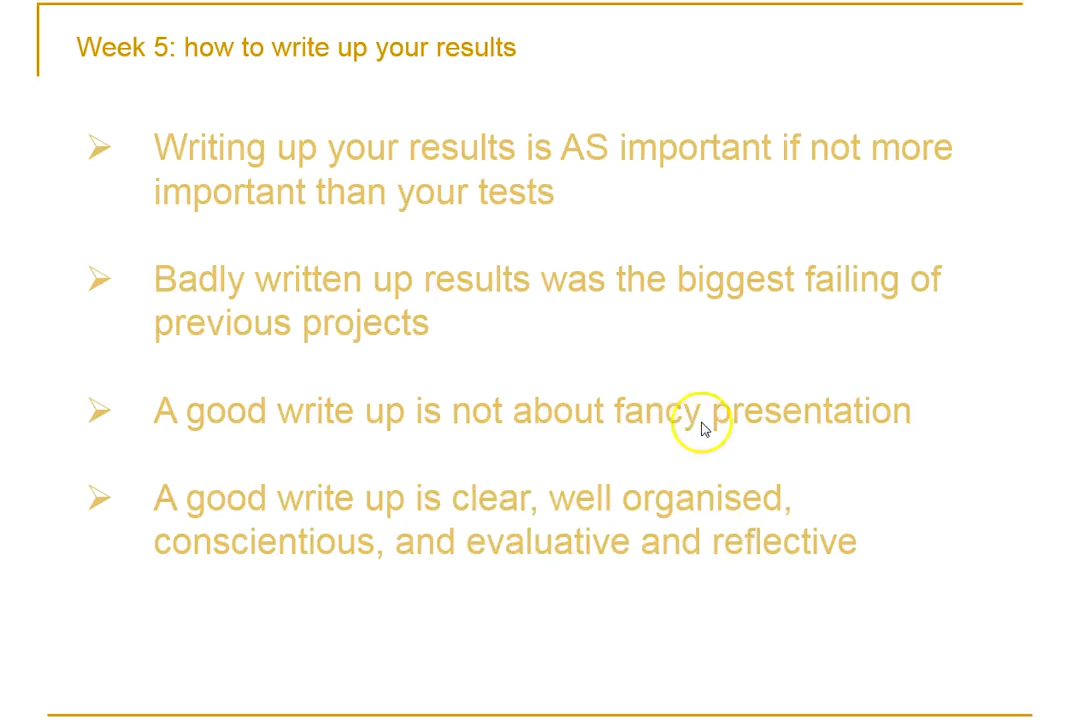 Week 5: how to write up your results
Writing up your results is AS important if not more
important than your tests
Badly written up results was the biggest failing of
previous projects
A good write up is not about fancy presentation
A good write up is clear, well organised,
conscientious, and evaluative and reflective